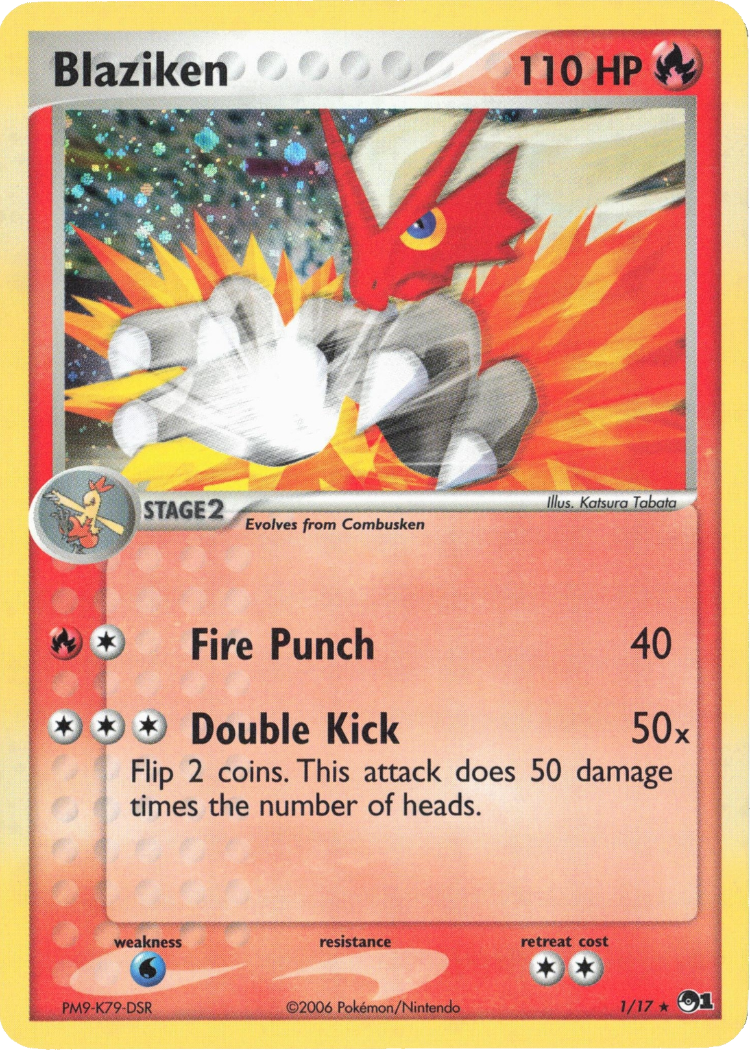 Blaziken 110 HP
Illus. Katsura Tabata
STAGE2
Evolves from Combusken
Fire Punch 40
Double Kick 50x
Flip 2 coins. This attack does 50 damage
times the number of heads.
weakness resistance retreat cost
PM9-K79-DSR ©2006 Pokémon/Nintendo 1/17 ★ 1